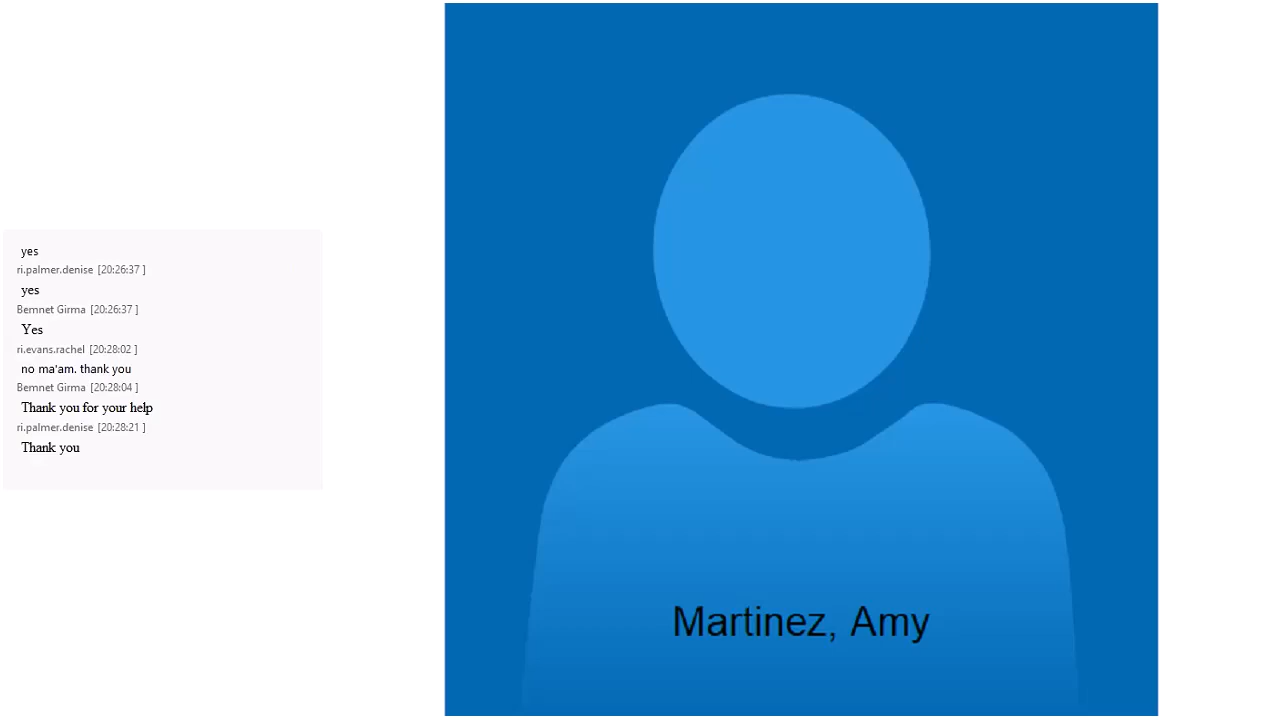 yes
ri.palmer.denise [20:26:37 ]
yes
Bemnet Girma [20:26:37 ]
Yes
ri.evans.rachel [20:28:02 ]
no ma'am. thank you
Bemnet Girma [20:28:04 ]
Thank you for your help
ri.palmer.denise [20:28:21 ]
Thank you
Martinez, Amy